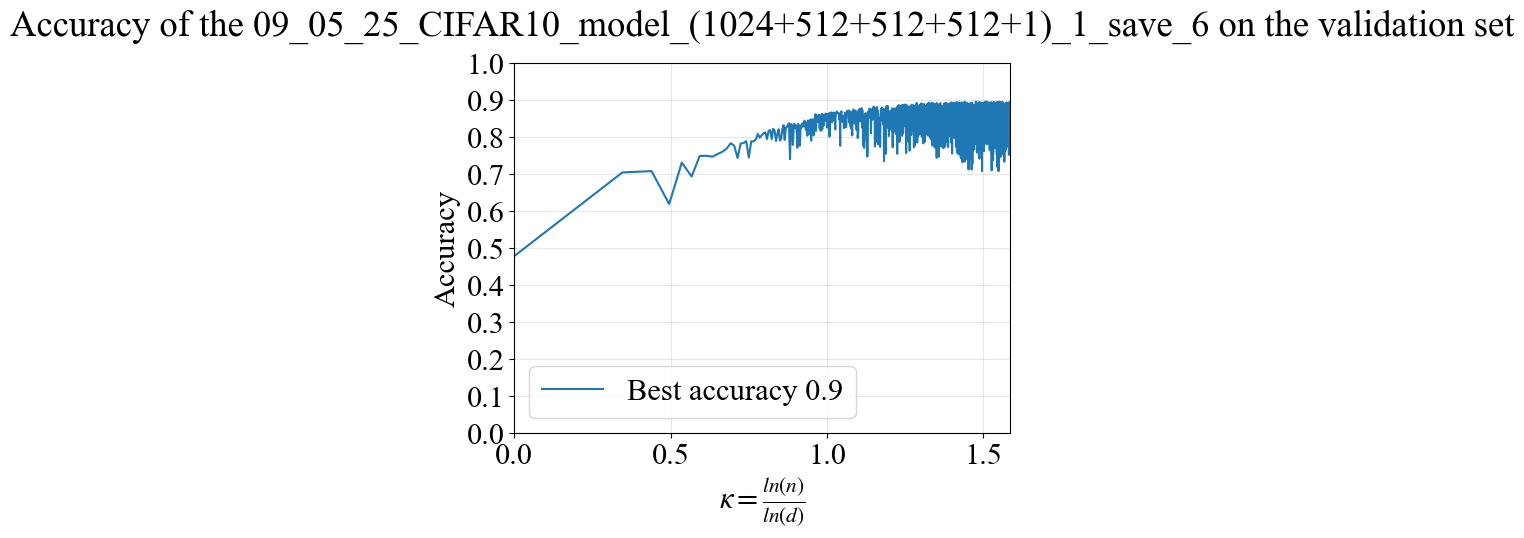 Accuracy of the 09_05_25_CIFAR10_model_(1024+512+512+512+1)_1_save_6 on the validation set
1.0
0.9
0.8
0.7
0.6
0.5
0.4
0.3
0.2
0.1
0.0
Accuracy
Best accuracy 0.9
0.0 0.5 1.0 1.5
κ = ln(n)/ln(d)